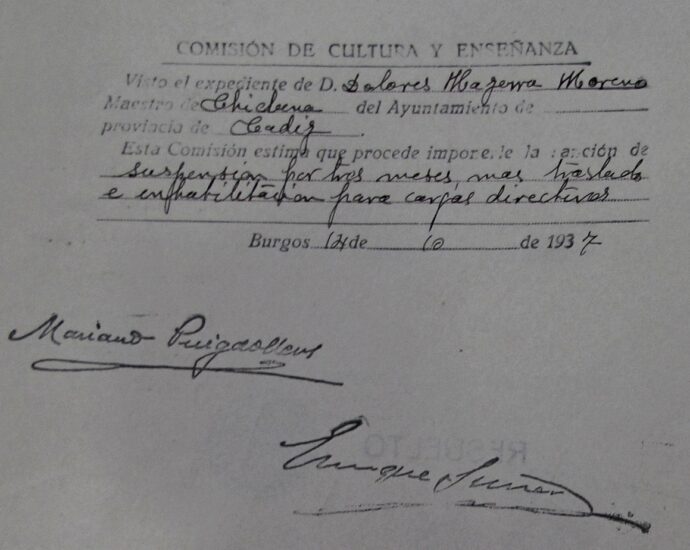 COMISIÓN DE CULTURA Y ENSEÑANZA
Visto el expediente de D. Dolores Mazerra Moreno
Maestro de Chiclana del Ayuntamiento de
provincia de Cadiz.
Esta Comisión estima que procede imponerle la sanción de
suspensión por tres meses, mas traslado
e inhabilitación para cargos directivos
Burgos 14 de 10 de 1937
Mariano Puigdollers
RESUELTO
Enrique Suñer